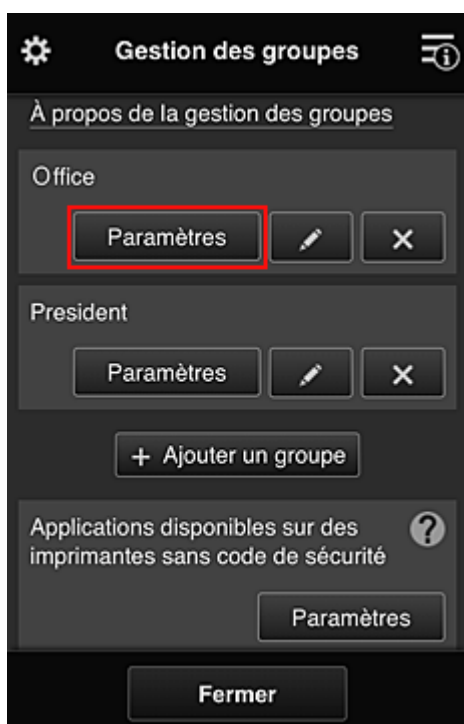 Gestion des groupes
À propos de la gestion des groupes
Office
Paramètres
President
Paramètres
+ Ajouter un groupe
Applications disponibles sur des
imprimantes sans code de sécurité
?
Paramètres
Fermer